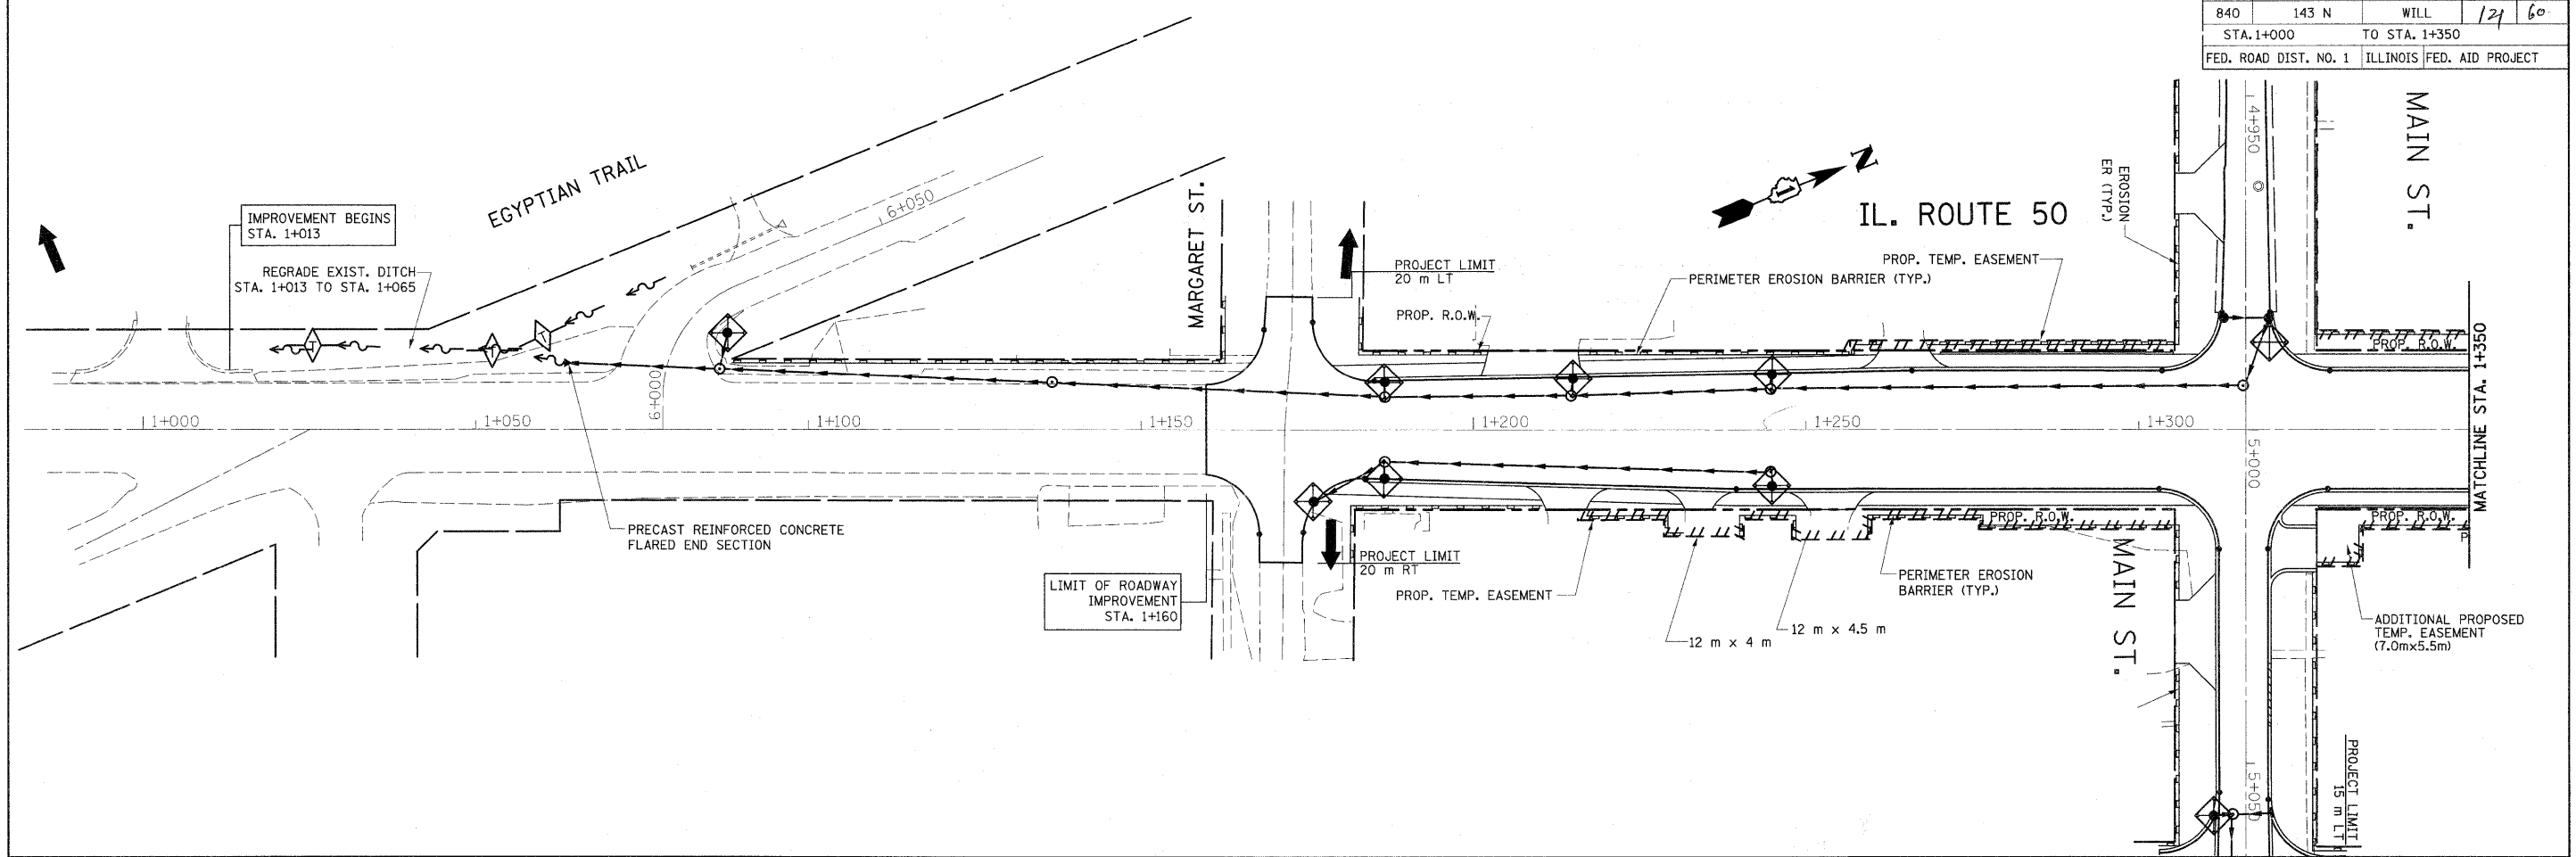 840 143 N WILL 121 60
STA. 1+000 TO STA. 1+350
FED. ROAD DIST. NO. 1 ILLINOIS FED. AID PROJECT
EGYPTIAN TRAIL
IMPROVEMENT BEGINS
STA. 1+013
REGRADE EXIST. DITCH
STA. 1+013 TO STA. 1+065
6+050
6+000
MARGARET ST.
PROJECT LIMIT
20 m LT
PROP. R.O.W.
PERIMETER EROSION BARRIER (TYP.)
N
IL. ROUTE 50
PROP. TEMP. EASEMENT
EROSION
ER (TYP.)
4+950
MAIN ST.
PROP. R.O.W.
MATCHLINE STA. 1+350
1+000
1+050
1+100
1+150
1+200
1+250
1+300
5+000
PRECAST REINFORCED CONCRETE
FLARED END SECTION
LIMIT OF ROADWAY
IMPROVEMENT
STA. 1+160
PROJECT LIMIT
20 m RT
PROP. TEMP. EASEMENT
12 m x 4 m
12 m x 4.5 m
PERIMETER EROSION
BARRIER (TYP.)
PROP. R.O.W.
MAIN ST.
PROP. R.O.W.
P
ADDITIONAL PROPOSED
TEMP. EASEMENT
(7.0mx5.5m)
5+050
PROJECT LIMIT
15 m LT